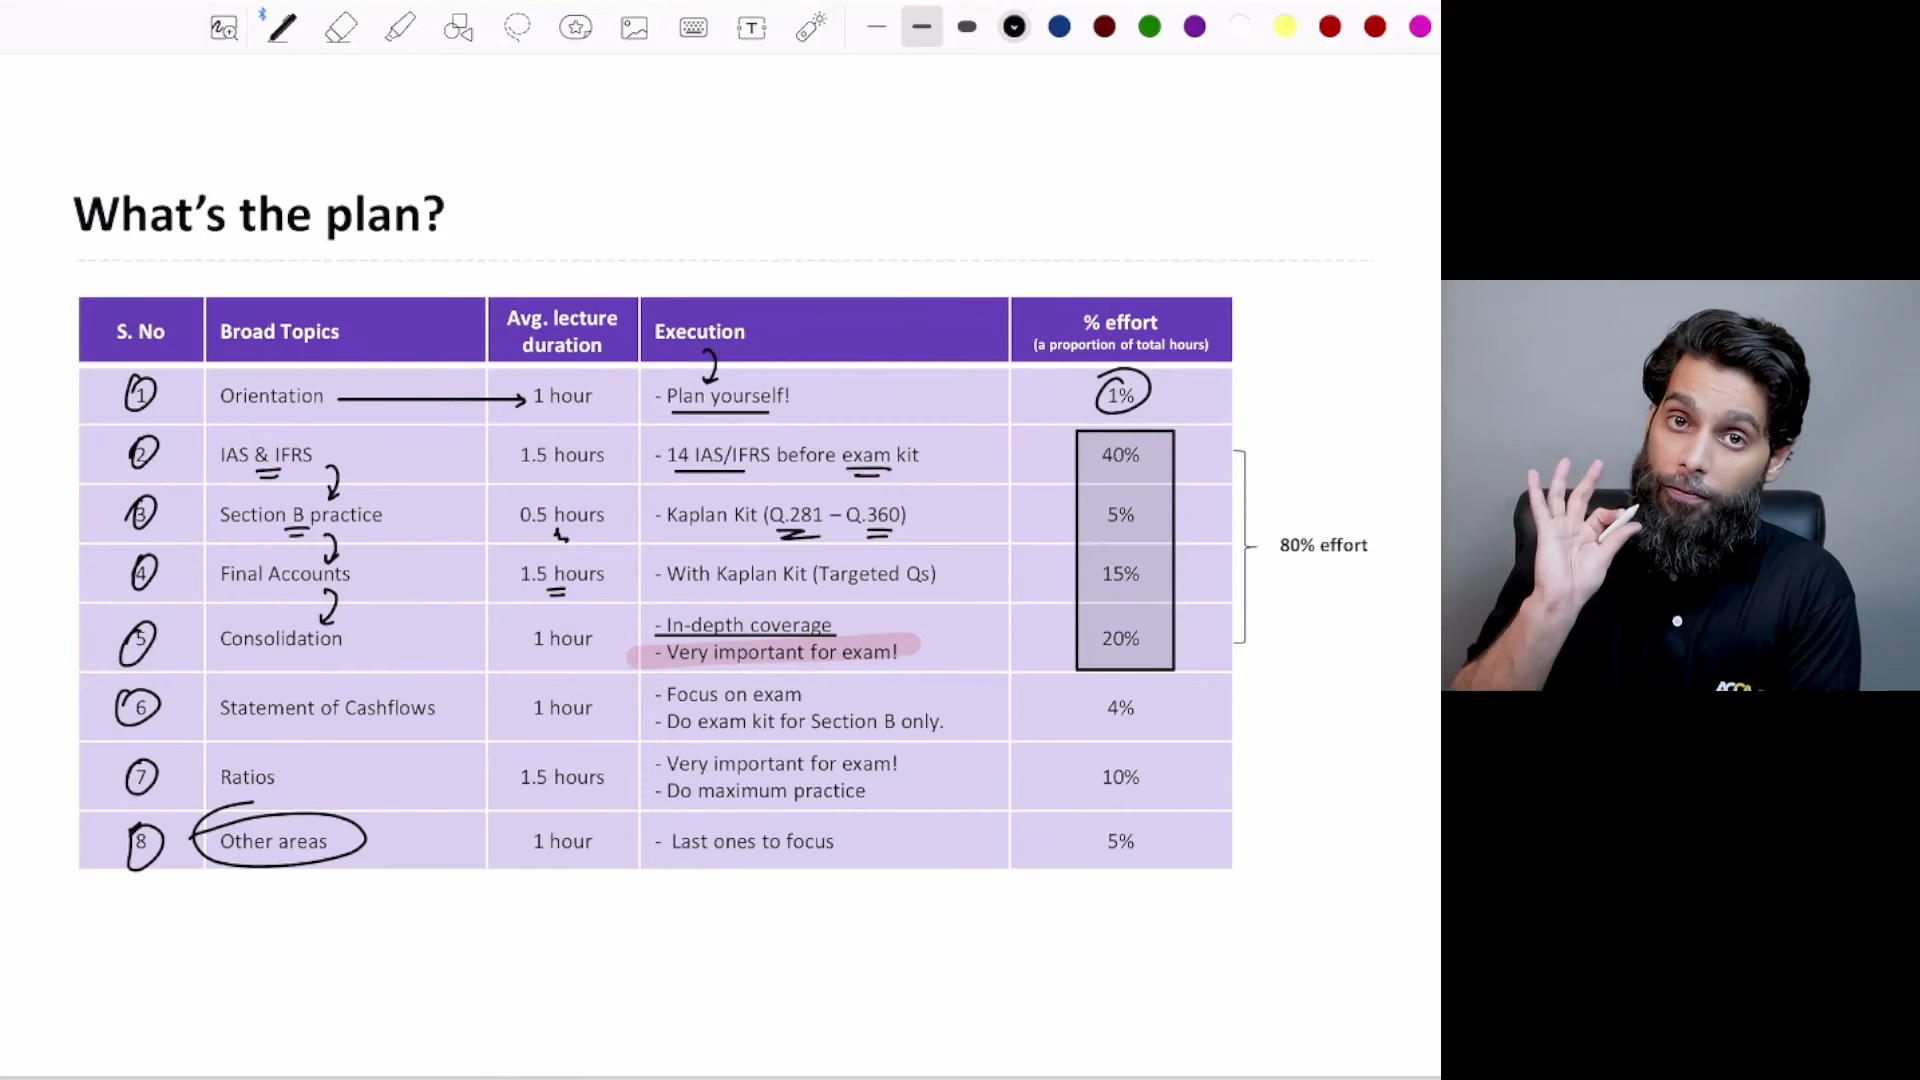 What's the plan?
S. No Broad Topics Avg. lecture duration Execution % effort (a proportion of total hours)
1 Orientation 1 hour - Plan yourself! 1%
2 IAS & IFRS 1.5 hours - 14 IAS/IFRS before exam kit 40%
3 Section B practice 0.5 hours - Kaplan Kit (Q.281 – Q.360) 5%
4 Final Accounts 1.5 hours - With Kaplan Kit (Targeted Qs) 15%
5 Consolidation 1 hour - In-depth coverage - Very important for exam! 20%
80% effort
6 Statement of Cashflows 1 hour - Focus on exam - Do exam kit for Section B only. 4%
7 Ratios 1.5 hours - Very important for exam! - Do maximum practice 10%
8 Other areas 1 hour - Last ones to focus 5%
ACCA